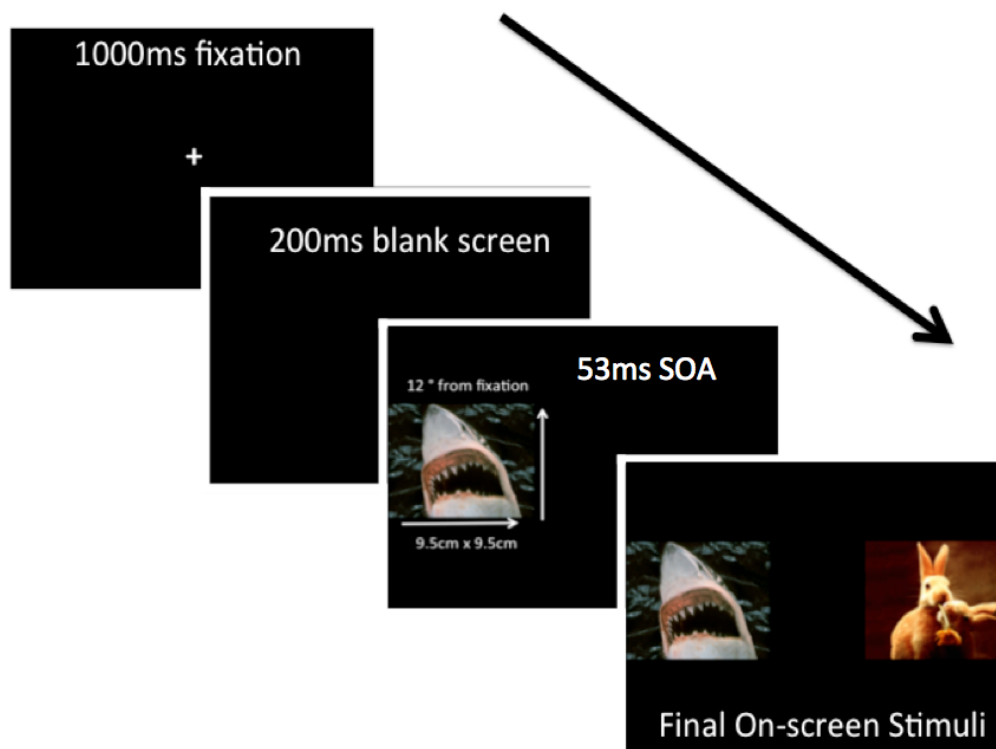 1000ms fixation
+
200ms blank screen
53ms SOA
12 ° from fixation
9.5cm x 9.5cm
Final On-screen Stimuli